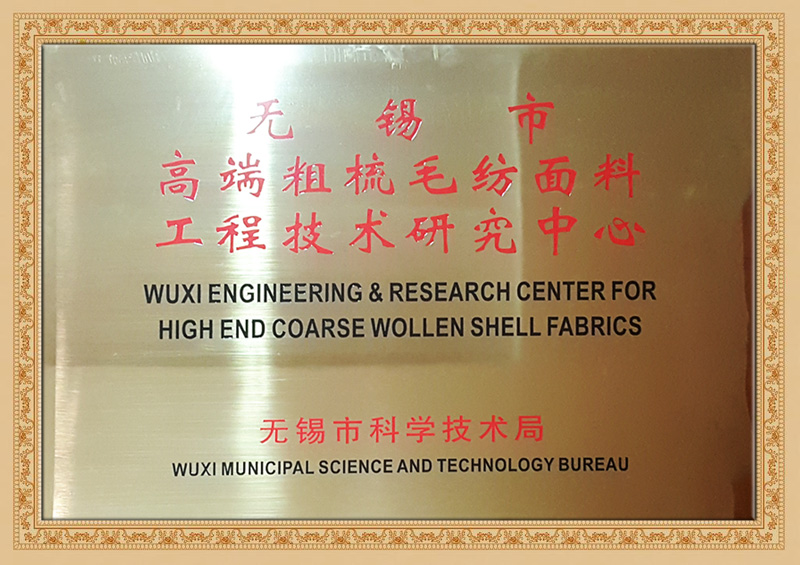 无锡市
高端粗梳毛纺面料
工程技术研究中心
WUXI ENGINEERING & RESEARCH CENTER FOR
HIGH END COARSE WOLLEN SHELL FABRICS
无锡市科学技术局
WUXI MUNICIPAL SCIENCE AND TECHNOLOGY BUREAU